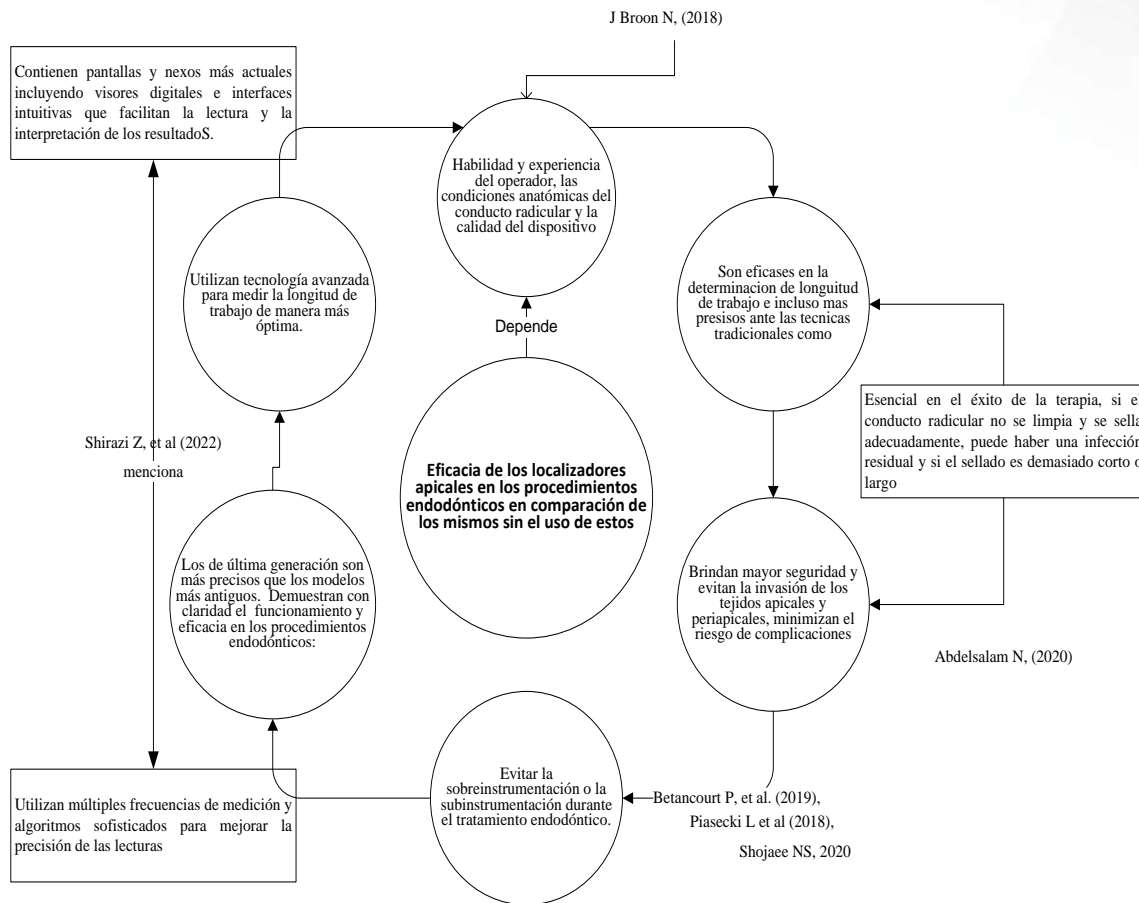 J Broon N, (2018)
Contienen pantallas y nexos más actuales
incluyendo visores digitales e interfaces
intuitivas que facilitan la lectura y la
interpretación de los resultadoS.
Habilidad y experiencia
del operador, las
condiciones anatómicas del
conducto radicular y la
calidad del dispositivo
Utilizan tecnología avanzada
para medir la longitud de
trabajo de manera más
óptima.
Son eficases en la
determinacion de longuitud
de trabajo e incluso mas
presisos ante las tecnicas
tradicionales como
Depende
Esencial en el éxito de la terapia, si el
conducto radicular no se limpia y se sella
adecuadamente, puede haber una infección
residual y si el sellado es demasiado corto o
largo
Shirazi Z, et al (2022)
menciona
Eficacia de los localizadores
apicales en los procedimientos
endodónticos en comparación de
los mismos sin el uso de estos
Los de última generación son
más precisos que los modelos
más antiguos. Demuestran con
claridad el funcionamiento y
eficacia en los procedimientos
endodónticos:
Brindan mayor seguridad y
evitan la invasión de los
tejidos apicales y
periapicales, minimizan el
riesgo de complicaciones
Abdelsalam N, (2020)
Evitar la
sobreinstrumentación o la
subinstrumentación durante
el tratamiento endodóntico.
Betancourt P, et al. (2019),
Piasecki L et al (2018),
Shojaee NS, 2020
Utilizan múltiples frecuencias de medición y
algoritmos sofisticados para mejorar la
precisión de las lecturas